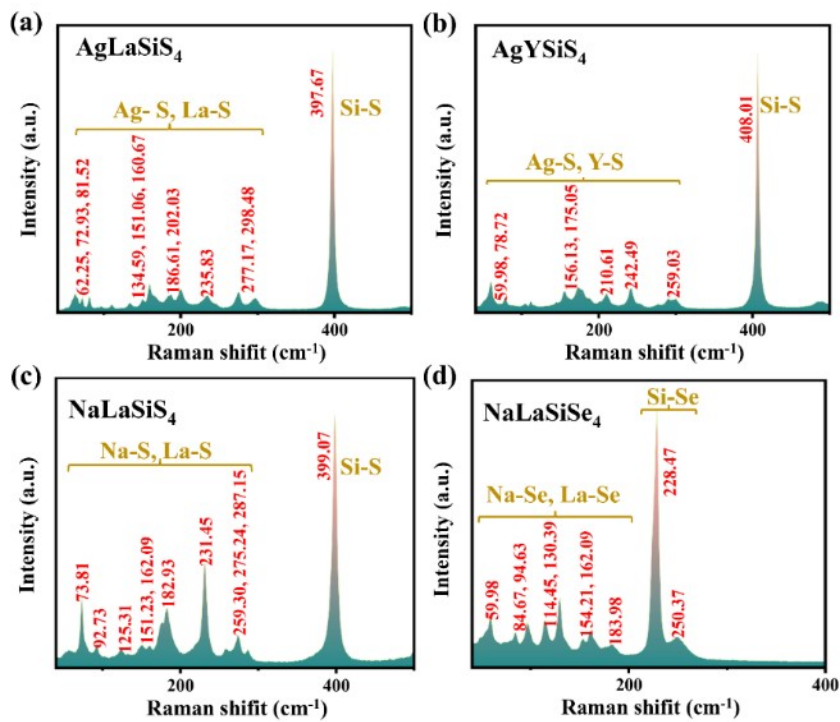 (a)
AgLaSiS4
Ag- S, La-S
Si-S
62.25, 72.93, 81.52
134.59, 151.06, 160.67
186.61, 202.03
235.83
277.17, 298.48
397.67
Intensity (a.u.)
200
400
Raman shifit (cm-1)
(b)
AgYSiS4
Ag-S, Y-S
Si-S
59.98, 78.72
156.13, 175.05
210.61
242.49
259.03
408.01
Intensity (a.u.)
200
400
Raman shifit (cm-1)
(c)
NaLaSiS4
Na-S, La-S
Si-S
73.81
92.73
125.31
151.23, 162.09
182.93
231.45
259.30, 275.24, 287.15
399.07
Intensity (a.u.)
200
400
Raman shifit (cm-1)
(d)
NaLaSiSe4
Si-Se
Na-Se, La-Se
59.98
84.67, 94.63
114.45, 130.39
154.21, 162.09
183.98
228.47
250.37
Intensity (a.u.)
200
400
Raman shifit (cm-1)